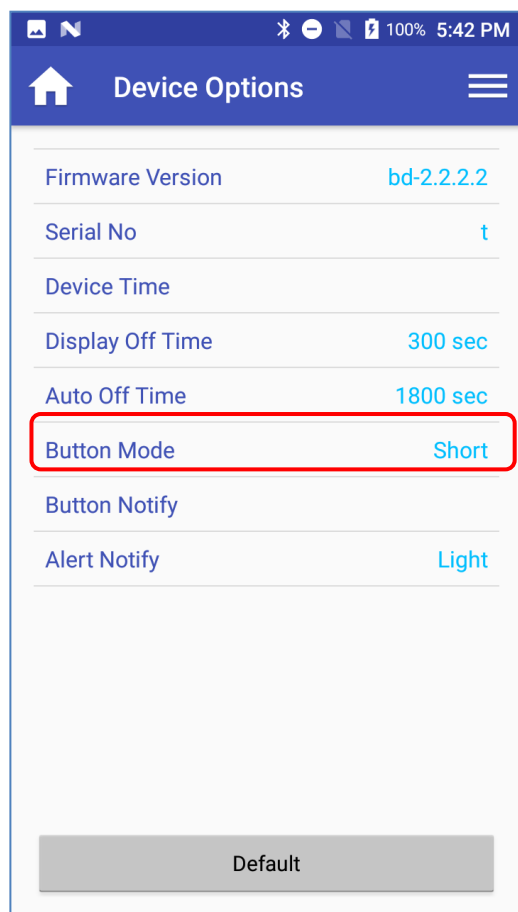 100% 5:42 PM
Device Options
Firmware Version bd-2.2.2.2
Serial No t
Device Time
Display Off Time 300 sec
Auto Off Time 1800 sec
Button Mode Short
Button Notify
Alert Notify Light
Default